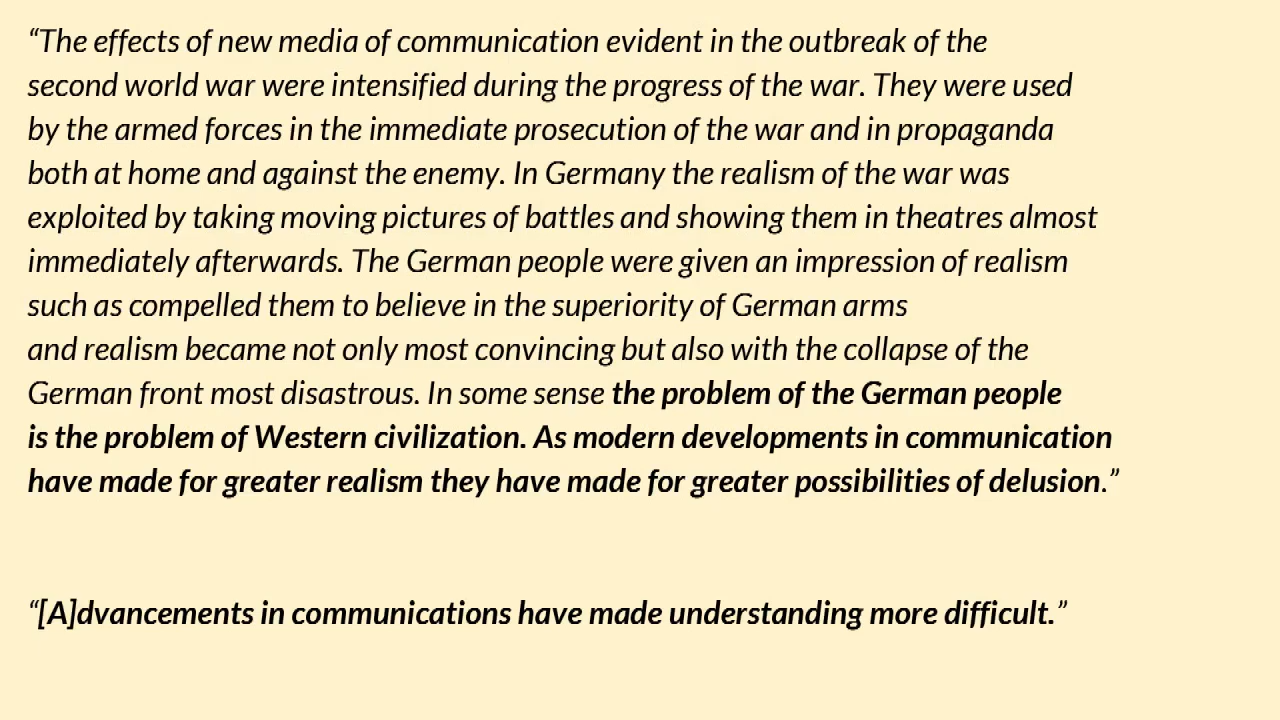 “The effects of new media of communication evident in the outbreak of the
second world war were intensified during the progress of the war. They were used
by the armed forces in the immediate prosecution of the war and in propaganda
both at home and against the enemy. In Germany the realism of the war was
exploited by taking moving pictures of battles and showing them in theatres almost
immediately afterwards. The German people were given an impression of realism
such as compelled them to believe in the superiority of German arms
and realism became not only most convincing but also with the collapse of the
German front most disastrous. In some sense the problem of the German people
is the problem of Western civilization. As modern developments in communication
have made for greater realism they have made for greater possibilities of delusion.”
“[A]dvancements in communications have made understanding more difficult.”